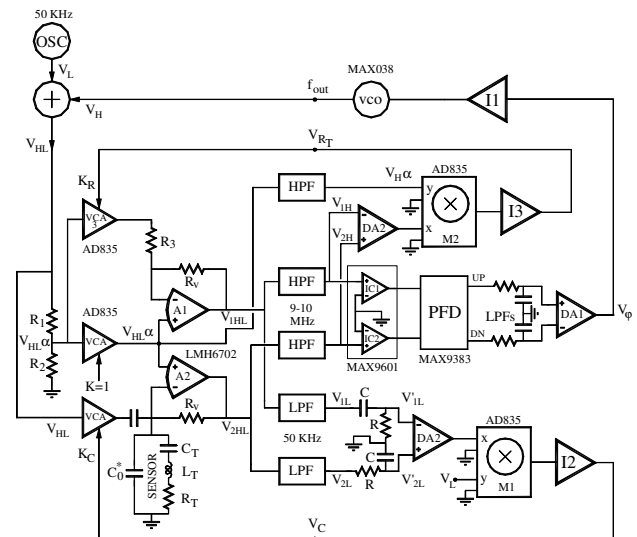 50 KHz
OSC
V_L
MAX038
f_out
vco
I1
V_H
V_HL
V_RT
K_R
V_Hα
AD835
y
x
M2
I3
HPF
VCA
3
AD835
R_3
V_1H
V_2H
DA2
R_v
A1
V_1HL
HPF
9-10
MHz
HPF
IC1
IC2
MAX9601
PFD
MAX9383
UP
DN
LPFs
DA1
V_φ
R_1
R_2
V_HLα
AD835
VCA
K=1
V_HLα
LMH6702
A2
R_v
V_2HL
VCA
V_HL
K_C
C_0*
SENSOR
C_T
L_T
R_T
LPF
50 KHz
LPF
V_1L
C
R
V'_1L
C
R
V_2L
V'_2L
DA2
AD835
x
y
V_L
M1
I2
V_C